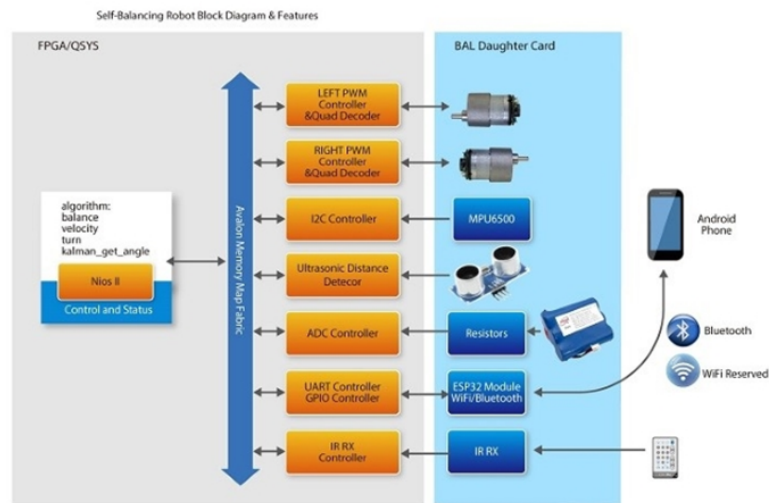 Self-Balancing Robot Block Diagram & Features
FPGA/QSYS
BAL Daughter Card
LEFT PWM
Controller
&Quad Decoder
RIGHT PWM
Controller
&Quad Decoder
algorithm:
balance
velocity
turn
kalman_get_angle
Nios II
Control and Status
Avalon Memory Map Fabric
I2C Controller
MPU6500
Ultrasonic Distance
Detecor
ADC Controller
Resistors
UART Controller
GPIO Controller
ESP32 Module
WiFi/Bluetooth
IR RX
Controller
IR RX
Android
Phone
Bluetooth
WiFi Reserved